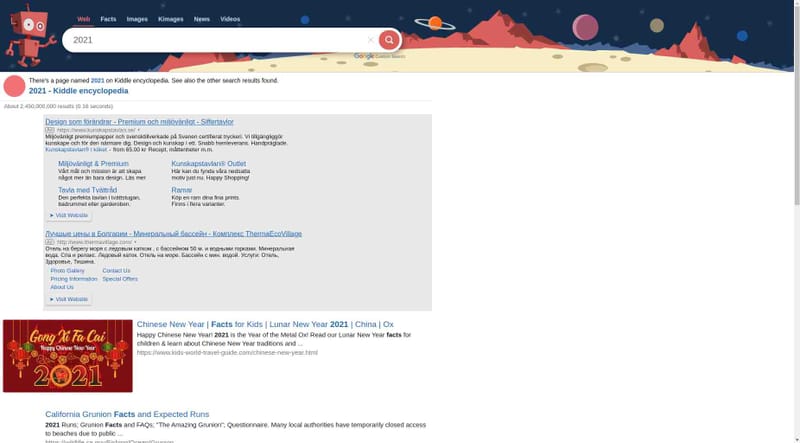 Web Facts Images Kimages News Videos
2021
Google Custom Search
There's a page named 2021 on Kiddle encyclopedia. See also the other search results found.
2021 - Kiddle encyclopedia
About 2,450,000,000 results (0.38 seconds)
Design som förändrar - Premium och miljövänligt - Siffertavlor
Ad https://www.kunskapstavlan.se/
Miljövänligt premiumpapper och svensktillverkade på Svanen certifierat tryckeri. Vi tillgängliggör
kunskape och för den närmare dig. Design och kunskap i ett. Snabb hemleverans. Handpräglade.
Kunskapstavlan® i köket - from 65.00 kr Recept, måttenheter m.m.
Miljövänligt & Premium
Vårt mål och mission är att skapa
något mer än bara design. Läs mer
Kunskapstavlan® Outlet
Här kan du fynda våra nedsatta
motiv just nu. Happy Shopping!
Tavla med Tvättråd
Den perfekta tavlan i tvättstugan,
badrummet eller garderoben.
Ramar
Köp en ram dina fina prints.
Finns i flera varianter.
Visit Website
Лучшые цены в Болгарии - Минеральный бассейн - Комплекс ThermaEcoVillage
Ad http://www.thermavillage.com/
Отель на берегу моря с ледовым катком , с бассейном 50 м. и водными горками. Минеральная
вода. Спа и релакс. Отель на море. Бассейн с мин. водой. Услуги: Отель,
Здоровье, Тишина.
Photo Gallery Contact Us
Pricing Information Special Offers
About Us
Visit Website
Gong Xi Fa Cai
Happy Chinese New Year
2021
Chinese New Year | Facts for Kids | Lunar New Year 2021 | China | Ox
Happy Chinese New Year! 2021 is the Year of the Metal Ox! Read our Lunar New Year facts for
children & learn about Chinese New Year traditions and ...
https://www.kids-world-travel-guide.com/chinese-new-year.html
California Grunion Facts and Expected Runs
2021 Runs; Grunion Facts and FAQs; "The Amazing Grunion"; Questionnaire. Many local authorities have temporarily closed access
to beaches due to public ...